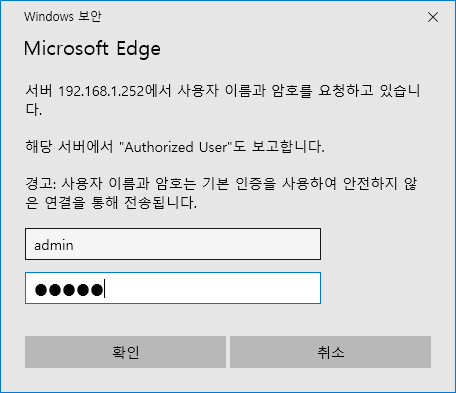 Windows 보안
Microsoft Edge
서버 192.168.1.252에서 사용자 이름과 암호를 요청하고 있습니
다.
해당 서버에서 "Authorized User"도 보고합니다.
경고: 사용자 이름과 암호는 기본 인증을 사용하여 안전하지 않
은 연결을 통해 전송됩니다.
admin
●●●●●
확인
취소